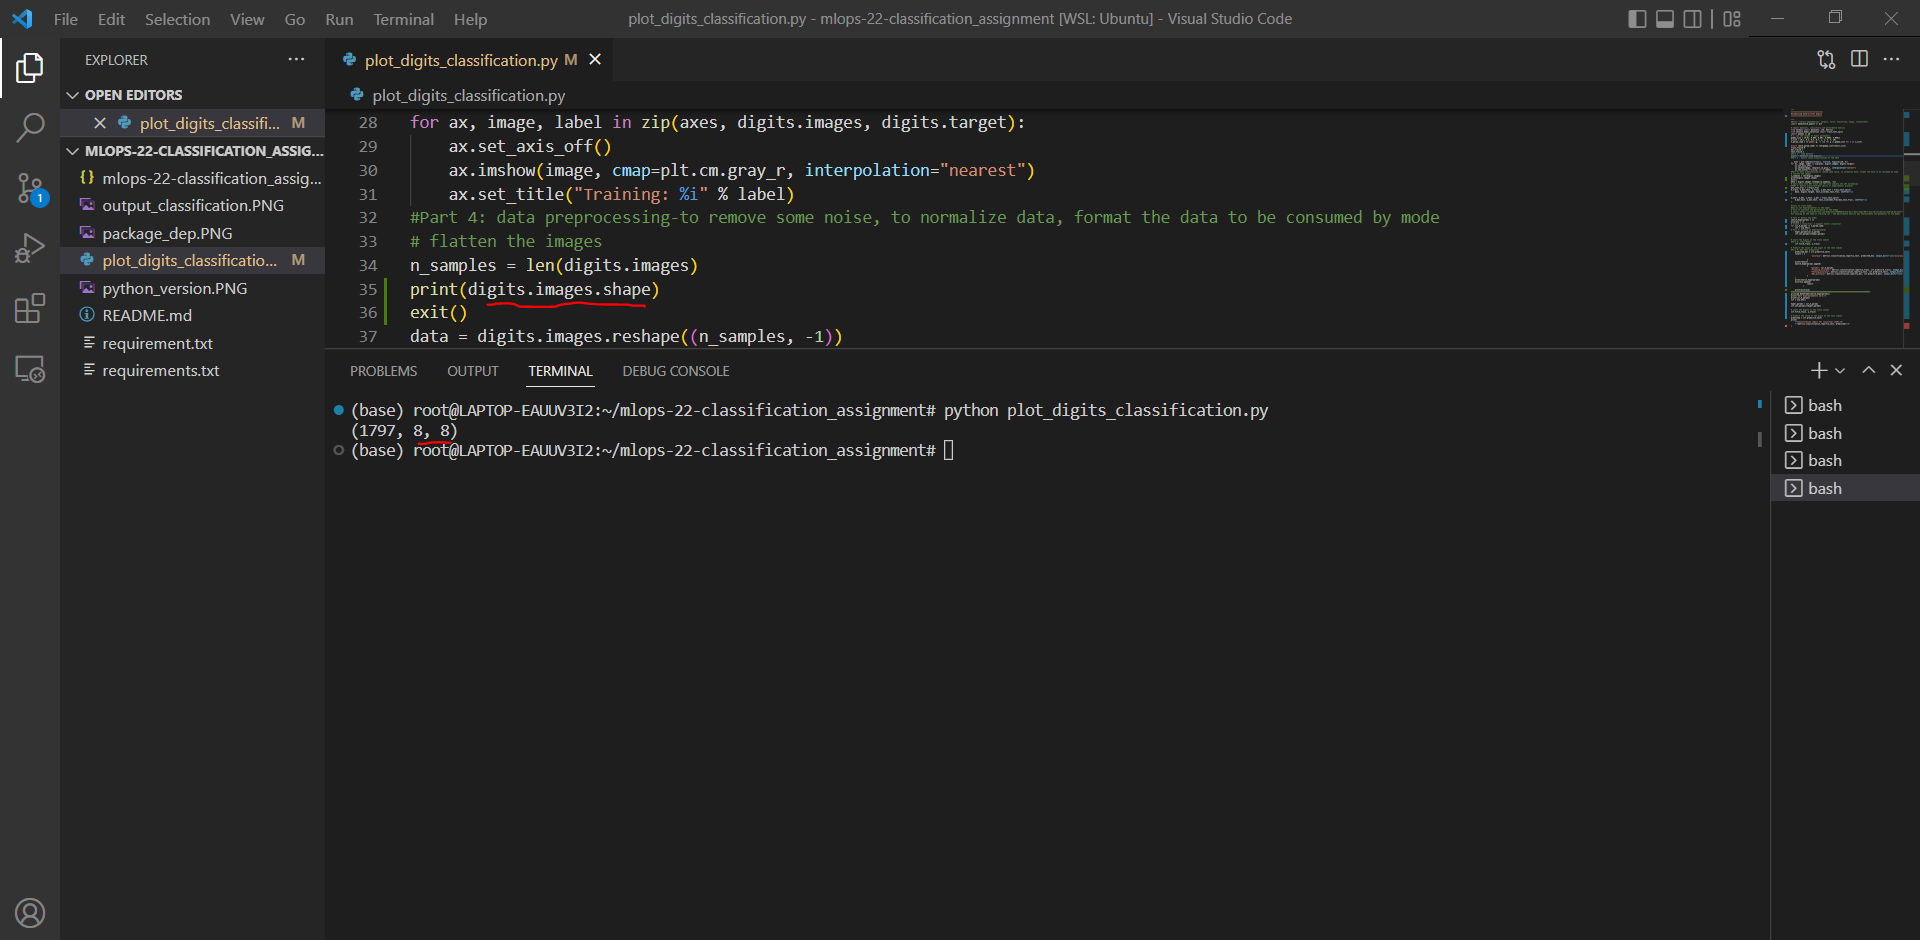 File Edit Selection View Go Run Terminal Help
plot_digits_classification.py - mlops-22-classification_assignment [WSL: Ubuntu] - Visual Studio Code
EXPLORER
OPEN EDITORS
plot_digits_classifi... M
MLOPS-22-CLASSIFICATION_ASSIG...
{} mlops-22-classification_assig...
output_classification.PNG
package_dep.PNG
plot_digits_classificatio... M
python_version.PNG
README.md
requirement.txt
requirements.txt
1
plot_digits_classification.py M
plot_digits_classification.py
28 for ax, image, label in zip(axes, digits.images, digits.target):
29 ax.set_axis_off()
30 ax.imshow(image, cmap=plt.cm.gray_r, interpolation="nearest")
31 ax.set_title("Training: %i" % label)
32 #Part 4: data preprocessing-to remove some noise, to normalize data, format the data to be consumed by mode
33 # flatten the images
34 n_samples = len(digits.images)
35 print(digits.images.shape)
36 exit()
37 data = digits.images.reshape((n_samples, -1))
PROBLEMS OUTPUT TERMINAL DEBUG CONSOLE
(base) root@LAPTOP-EAUUV3I2:~/mlops-22-classification_assignment# python plot_digits_classification.py
(1797, 8, 8)
(base) root@LAPTOP-EAUUV3I2:~/mlops-22-classification_assignment#
bash
bash
bash
bash